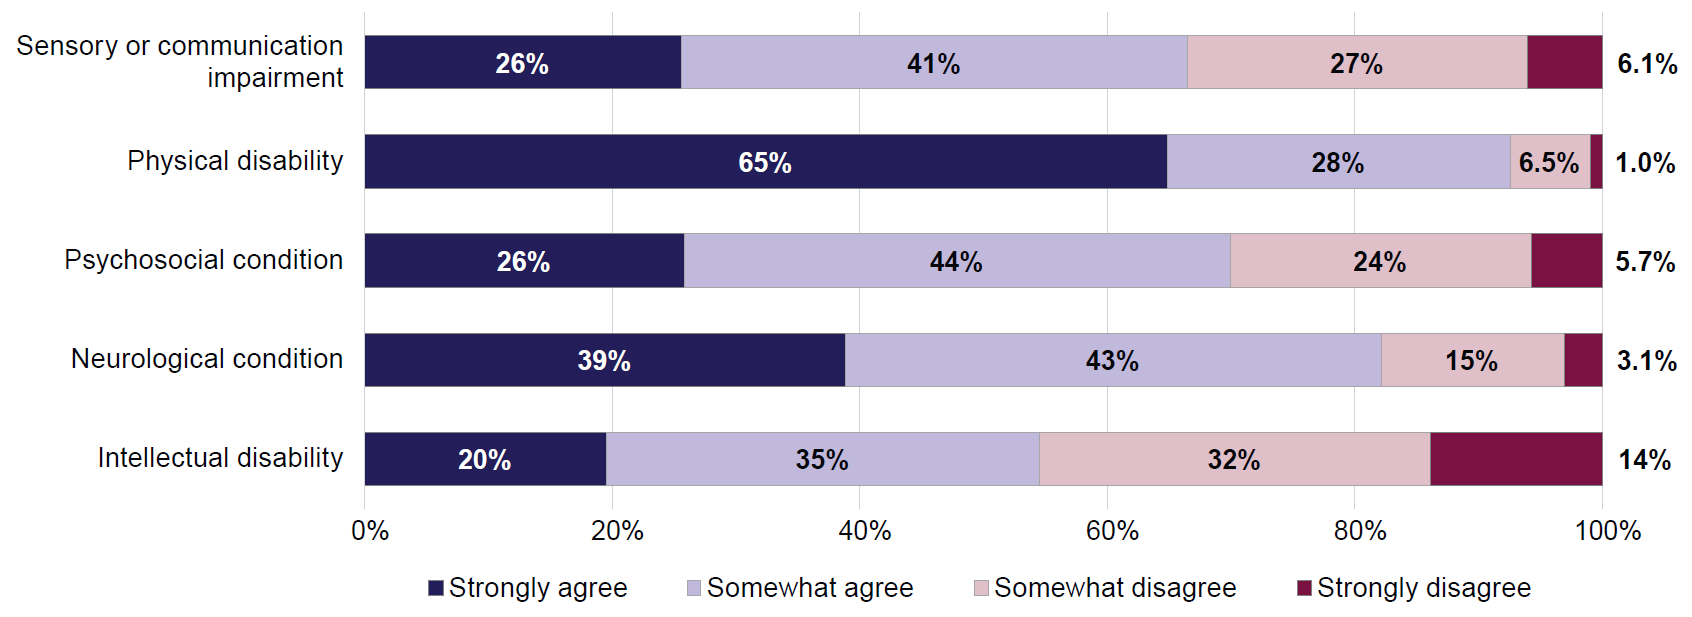 Sensory or communication
impairment
26% 41% 27% 6.1%
Physical disability
65% 28% 6.5% 1.0%
Psychosocial condition
26% 44% 24% 5.7%
Neurological condition
39% 43% 15% 3.1%
Intellectual disability
20% 35% 32% 14%
0% 20% 40% 60% 80% 100%
Strongly agree Somewhat agree Somewhat disagree Strongly disagree